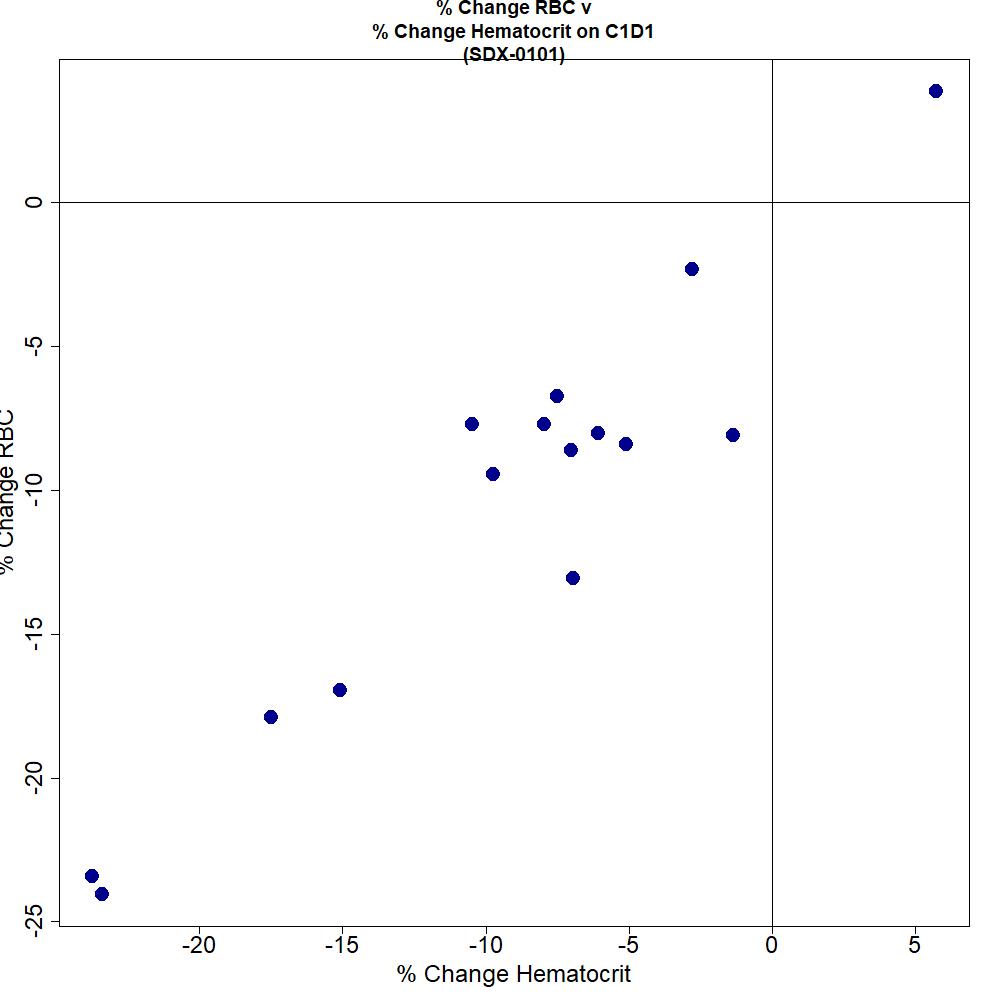 % Change RBC v
% Change Hematocrit on C1D1
(SDX-0101)
% Change RBC
0
-5
-10
-15
-20
-25
-20
-15
-10
-5
0
5
% Change Hematocrit